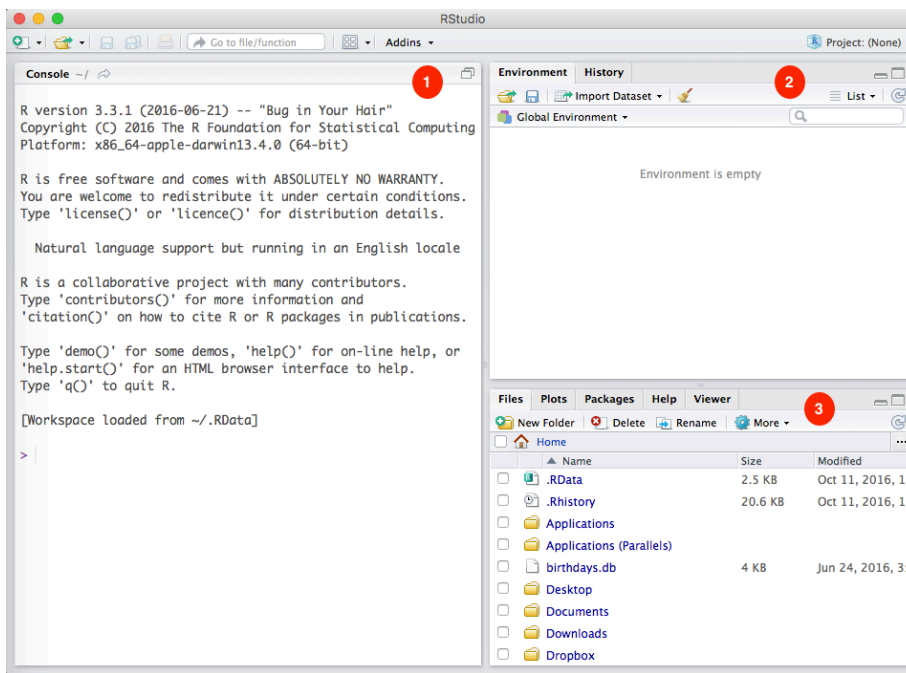 RStudio
Go to file/function
Addins
Project: (None)
Console ~/
1
R version 3.3.1 (2016-06-21) -- "Bug in Your Hair"
Copyright (C) 2016 The R Foundation for Statistical Computing
Platform: x86_64-apple-darwin13.4.0 (64-bit)
R is free software and comes with ABSOLUTELY NO WARRANTY.
You are welcome to redistribute it under certain conditions.
Type 'license()' or 'licence()' for distribution details.
Natural language support but running in an English locale
R is a collaborative project with many contributors.
Type 'contributors()' for more information and
'citation()' on how to cite R or R packages in publications.
Type 'demo()' for some demos, 'help()' for on-line help, or
'help.start()' for an HTML browser interface to help.
Type 'q()' to quit R.
[Workspace loaded from ~/.RData]
>
Environment History
2
Import Dataset List
Global Environment
Environment is empty
Files Plots Packages Help Viewer
3
New Folder Delete Rename More
Home ...
Name Size Modified
.RData 2.5 KB Oct 11, 2016, 1
.Rhistory 20.6 KB Oct 11, 2016, 1
Applications
Applications (Parallels)
birthdays.db 4 KB Jun 24, 2016, 3:
Desktop
Documents
Downloads
Dropbox